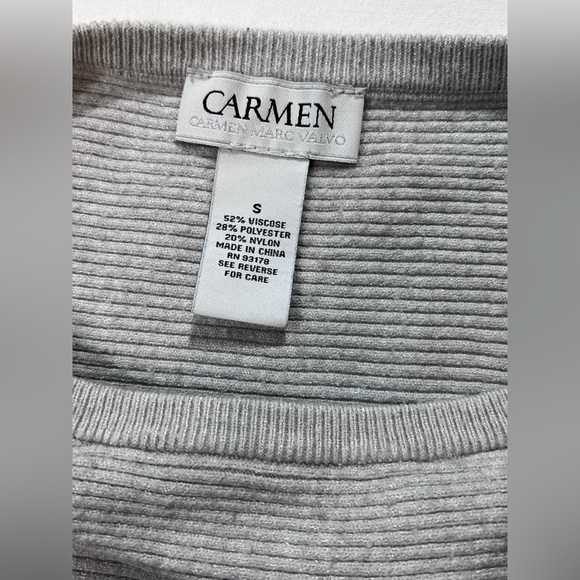 CARMEN
CARMEN MARC VALVO
S
52% VISCOSE
28% POLYESTER
20% NYLON
MADE IN CHINA
RN 93178
SEE REVERSE
FOR CARE